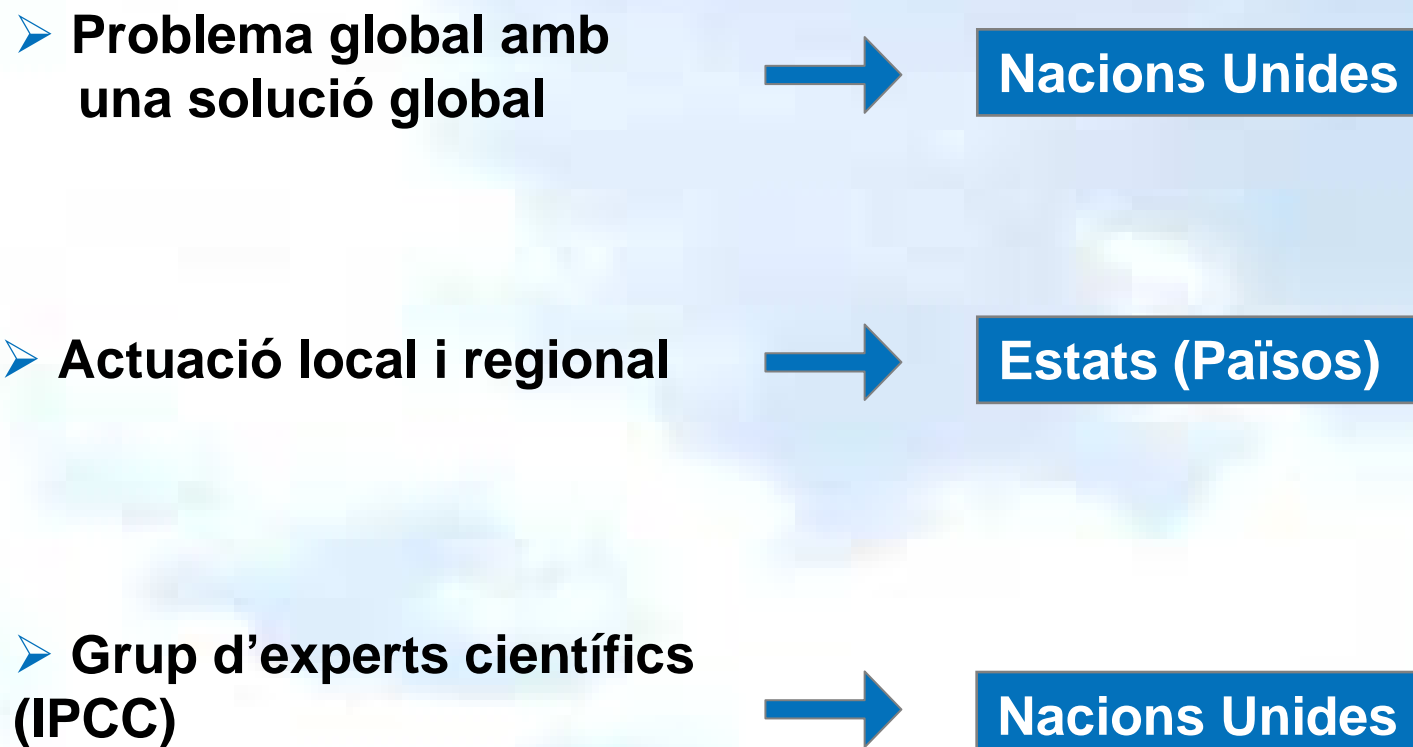 ➢ Problema global amb
una solució global
Nacions Unides
➢ Actuació local i regional
Estats (Països)
➢ Grup d’experts científics
(IPCC)
Nacions Unides